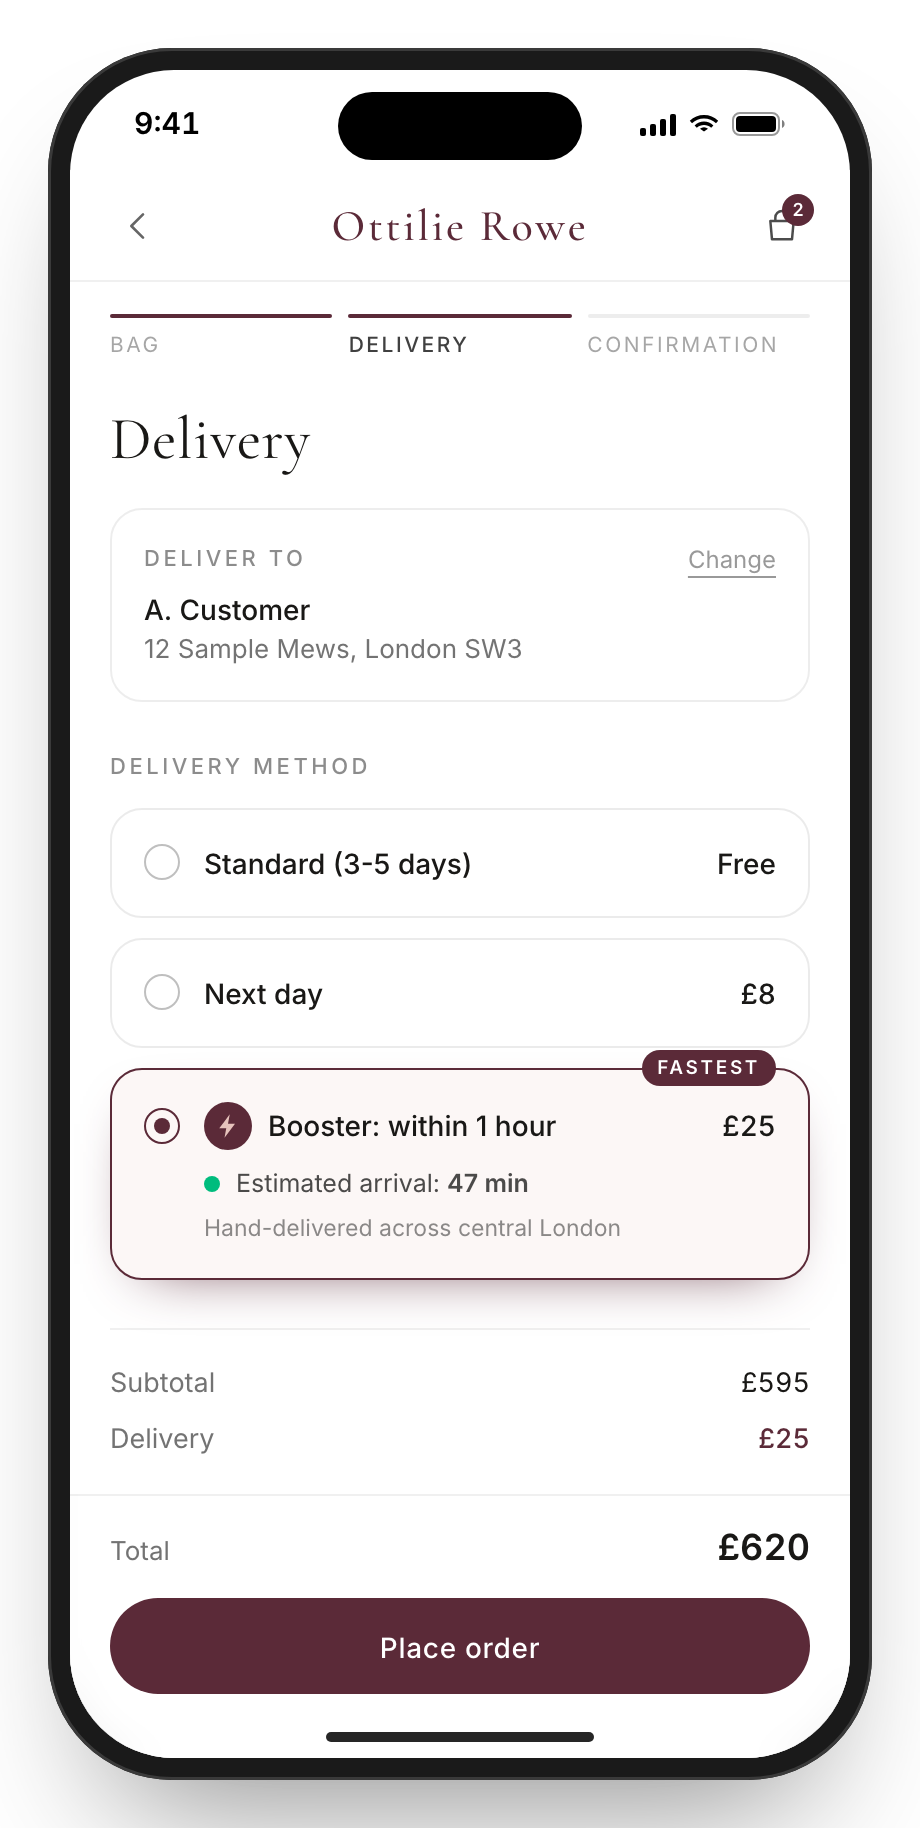 9:41
Ottilie Rowe
2
BAG DELIVERY CONFIRMATION
Delivery
DELIVER TO Change
A. Customer
12 Sample Mews, London SW3
DELIVERY METHOD
Standard (3-5 days) Free
Next day £8
FASTEST
Booster: within 1 hour £25
Estimated arrival: 47 min
Hand-delivered across central London
Subtotal £595
Delivery £25
Total £620
Place order